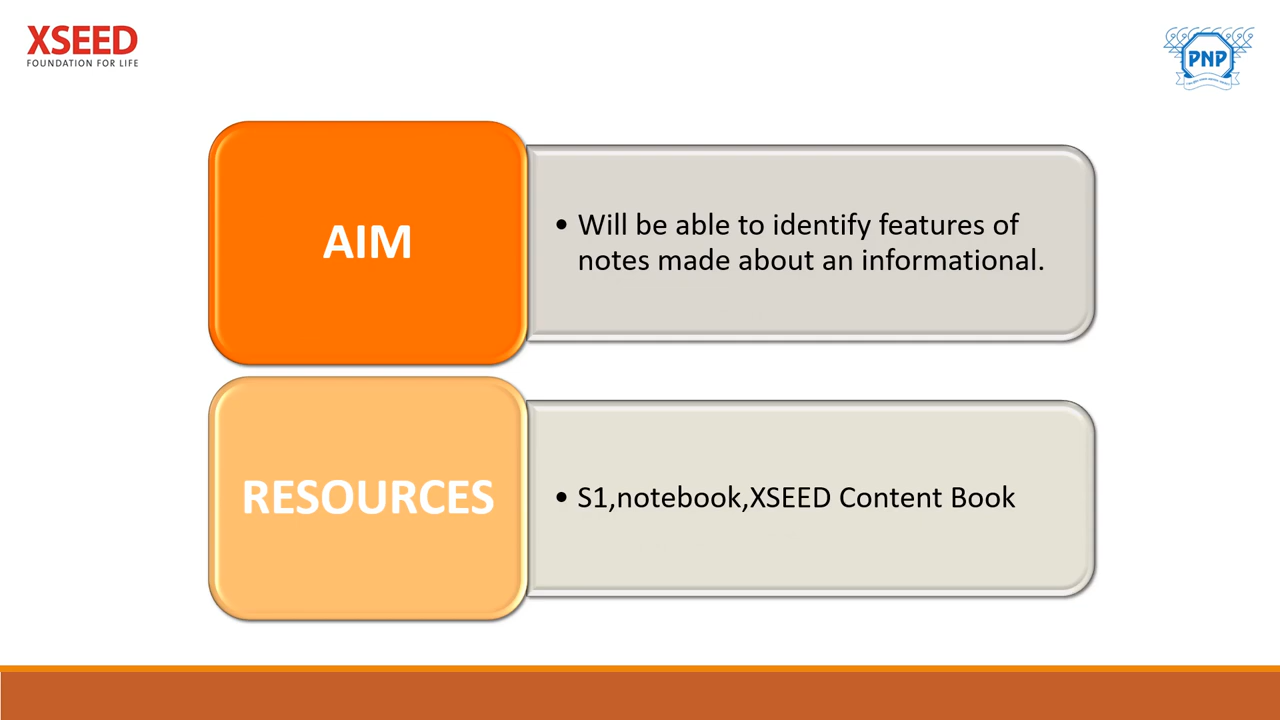 XSEED
FOUNDATION FOR LIFE
PNP
AIM
• Will be able to identify features of
notes made about an informational.
RESOURCES
• S1,notebook,XSEED Content Book